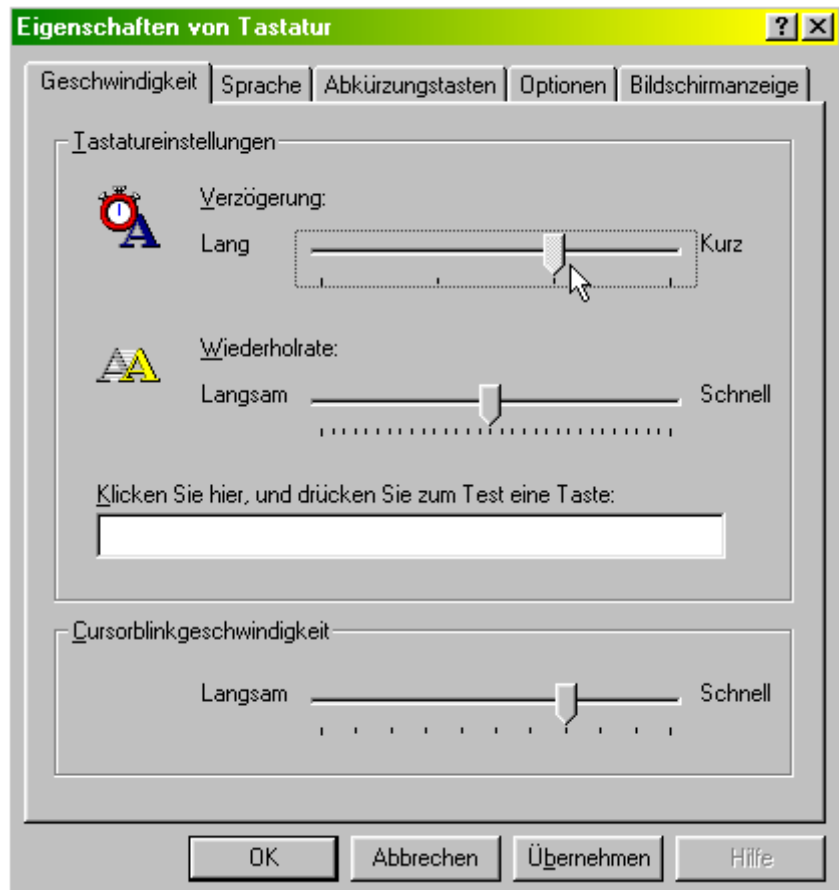 Eigenschaften von Tastatur
Geschwindigkeit Sprache Abkürzungstasten Optionen Bildschirmanzeige
Tastatureinstellungen
Verzögerung:
Lang Kurz
Wiederholrate:
Langsam Schnell
Klicken Sie hier, und drücken Sie zum Test eine Taste:
Cursorblinkgeschwindigkeit
Langsam Schnell
OK Abbrechen Übernehmen Hilfe